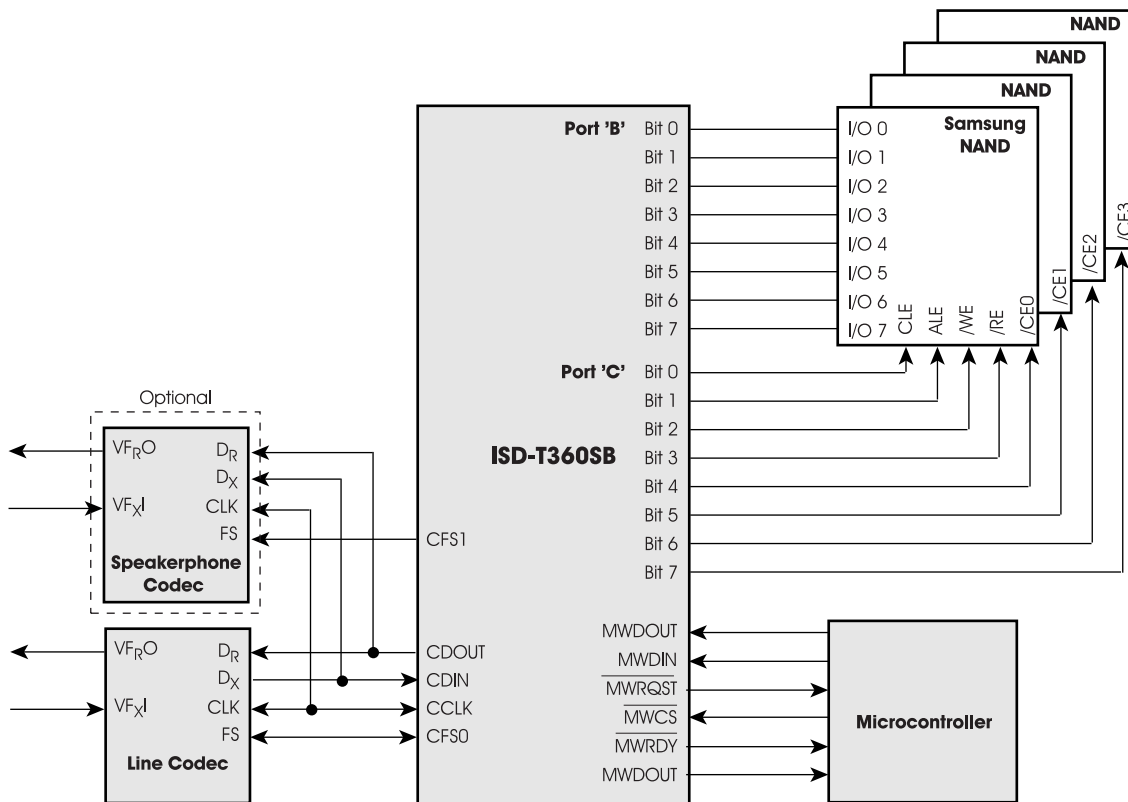 NAND
NAND
NAND
Samsung
NAND
I/O 0
I/O 1
I/O 2
I/O 3
I/O 4
I/O 5
I/O 6
I/O 7
CLE
ALE
/WE
/RE
/CE0
/CE1
/CE2
/CE3
Port 'B'
Bit 0
Bit 1
Bit 2
Bit 3
Bit 4
Bit 5
Bit 6
Bit 7
Port 'C'
Bit 0
Bit 1
Bit 2
Bit 3
Bit 4
Bit 5
Bit 6
Bit 7
ISD-T360SB
Optional
VFRO
DR
DX
VFXI
CLK
FS
Speakerphone
Codec
CFS1
VFRO
DR
DX
VFXI
CLK
FS
Line Codec
CDOUT
CDIN
CCLK
CFS0
MWDOUT
MWDIN
MWRQST
MWCS
MWRDY
MWDOUT
Microcontroller